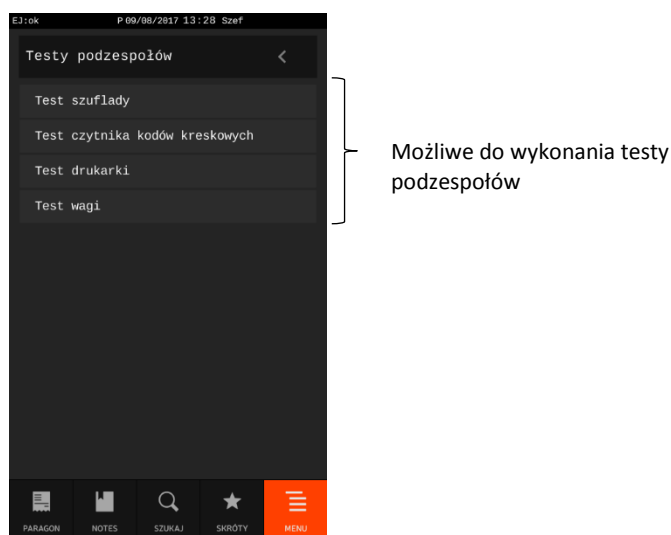 EJ:ok P 09/08/2017 13:28 Szef
Testy podzespołów
Test szuflady
Test czytnika kodów kreskowych
Test drukarki
Test wagi
Możliwe do wykonania testy
podzespołów
PARAGON NOTES SZUKAJ SKRÓTY MENU